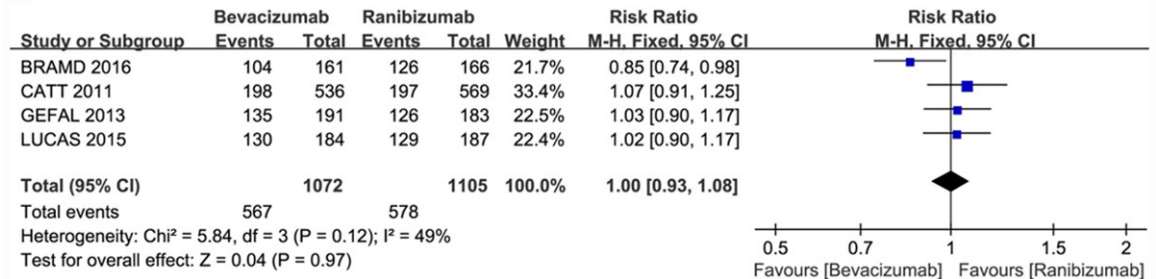 Bevacizumab Ranibizumab Risk Ratio Risk Ratio
Study or Subgroup Events Total Events Total Weight M-H, Fixed, 95% CI M-H, Fixed, 95% CI
BRAMD 2016 104 161 126 166 21.7% 0.85 [0.74, 0.98]
CATT 2011 198 536 197 569 33.4% 1.07 [0.91, 1.25]
GEFAL 2013 135 191 126 183 22.5% 1.03 [0.90, 1.17]
LUCAS 2015 130 184 129 187 22.4% 1.02 [0.90, 1.17]
Total (95% CI) 1072 1105 100.0% 1.00 [0.93, 1.08]
Total events 567 578
Heterogeneity: Chi² = 5.84, df = 3 (P = 0.12); I² = 49%
Test for overall effect: Z = 0.04 (P = 0.97)
0.5 0.7 1 1.5 2
Favours [Bevacizumab] Favours [Ranibizumab]